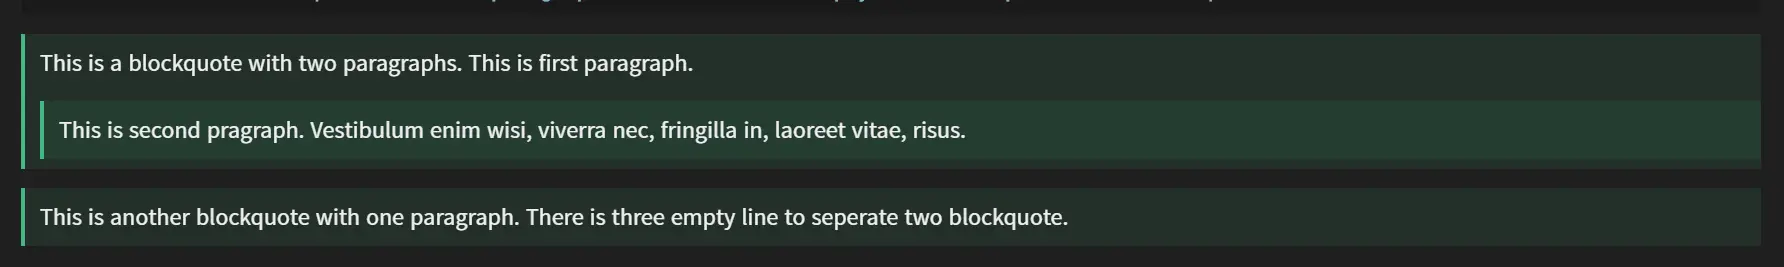 This is a blockquote with two paragraphs. This is first paragraph.
This is second pragraph. Vestibulum enim wisi, viverra nec, fringilla in, laoreet vitae, risus.
This is another blockquote with one paragraph. There is three empty line to seperate two blockquote.